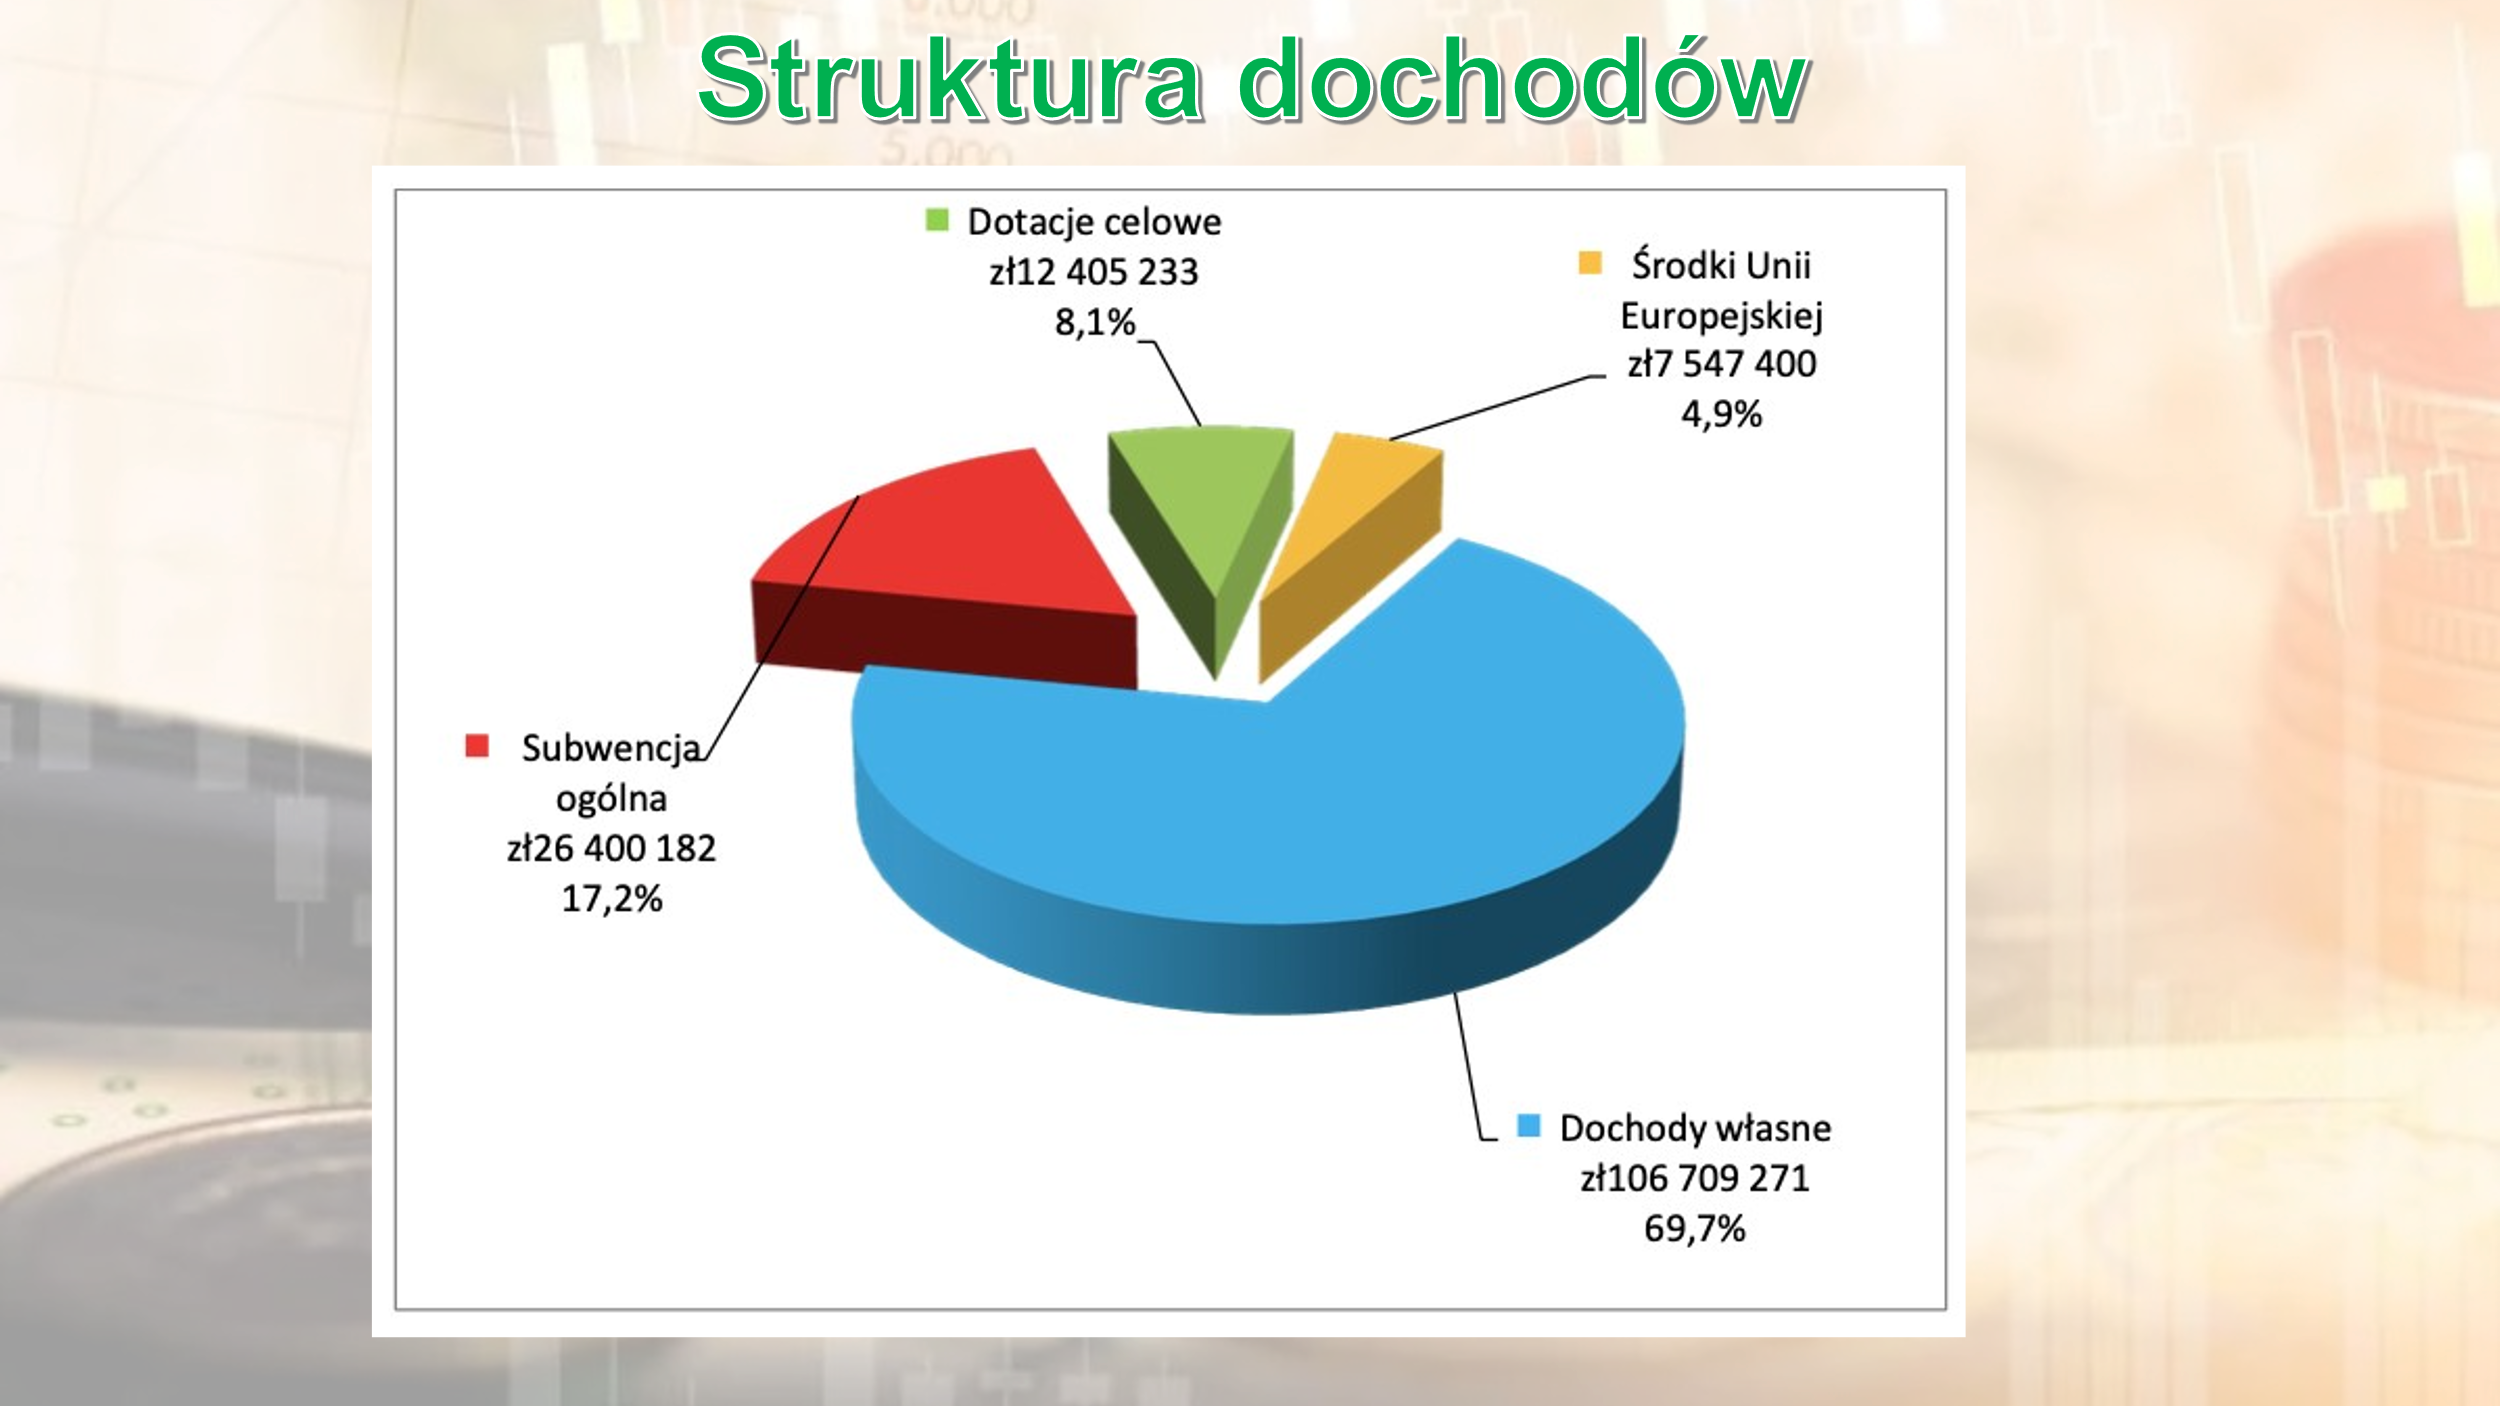 Struktura dochodów
Dotacje celowe
zł12 405 233
8,1%
Środki Unii
Europejskiej
zł7 547 400
4,9%
Subwencja
ogólna
zł26 400 182
17,2%
Dochody własne
zł106 709 271
69,7%